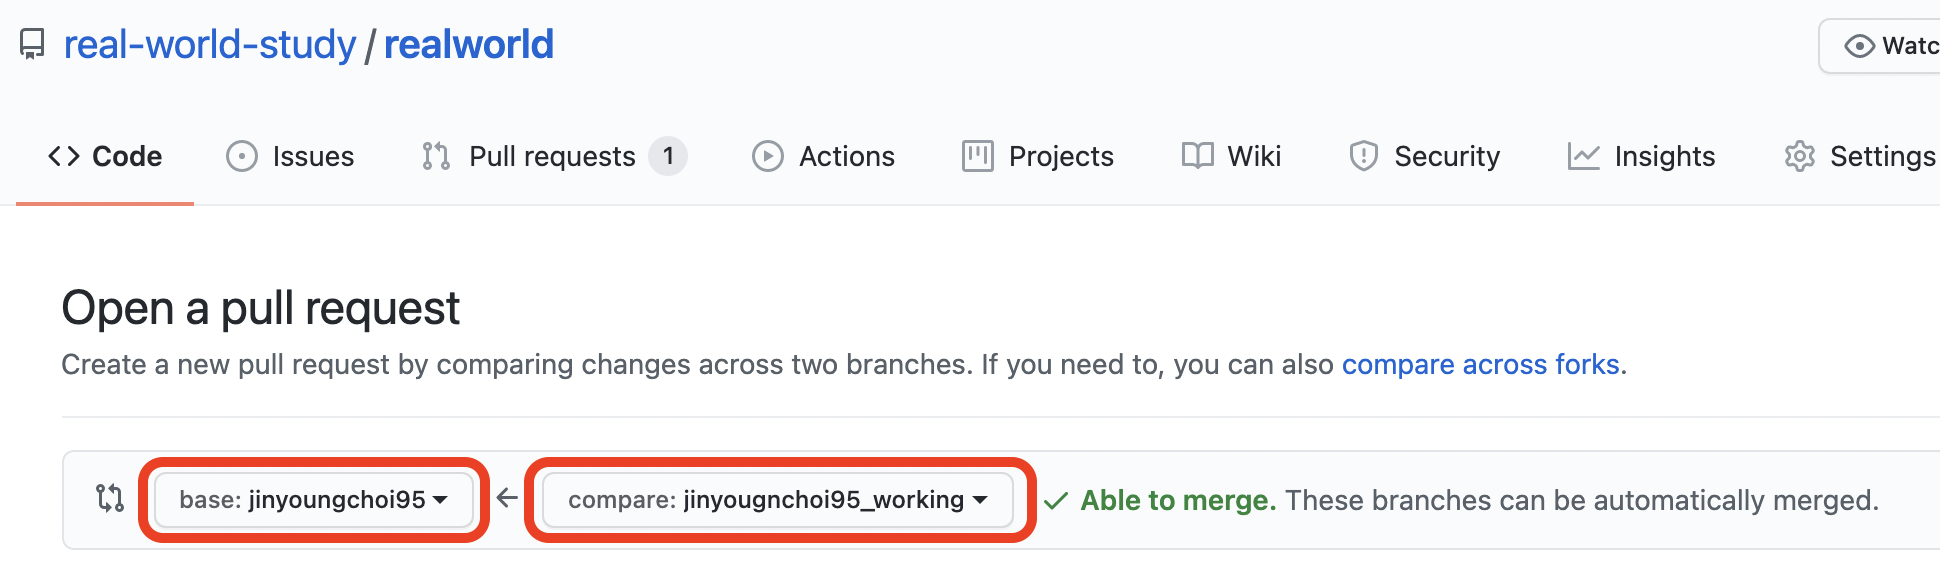 real-world-study / realworld
Watc
Code Issues Pull requests 1 Actions Projects Wiki Security Insights Settings
Open a pull request
Create a new pull request by comparing changes across two branches. If you need to, you can also compare across forks.
base: jinyoungchoi95 ← compare: jinyougnchoi95_working ✓ Able to merge. These branches can be automatically merged.